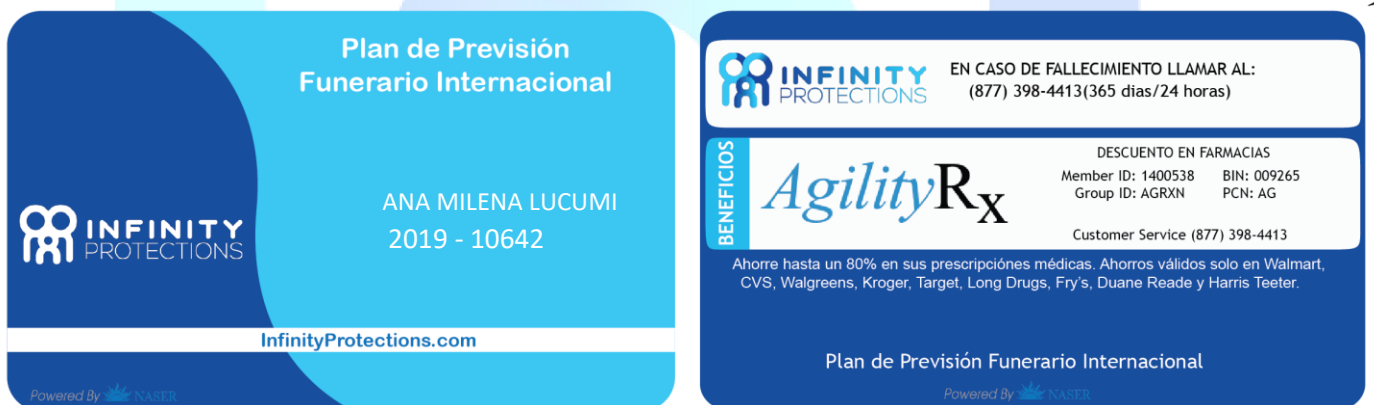 Plan de Previsión
Funerario Internacional
ANA MILENA LUCUMI
2019 - 10642
INFINITY
PROTECTIONS
InfinityProtections.com
Powered By NASER
INFINITY
PROTECTIONS
EN CASO DE FALLECIMIENTO LLAMAR AL:
(877) 398-4413(365 dias/24 horas)
BENEFICIOS
AgilityRx
DESCUENTO EN FARMACIAS
Member ID: 1400538 BIN: 009265
Group ID: AGRXN PCN: AG
Customer Service (877) 398-4413
Ahorre hasta un 80% en sus prescripciónes médicas. Ahorros válidos solo en Walmart,
CVS, Walgreens, Kroger, Target, Long Drugs, Fry's, Duane Reade y Harris Teeter.
Plan de Previsión Funerario Internacional
Powered By NASER